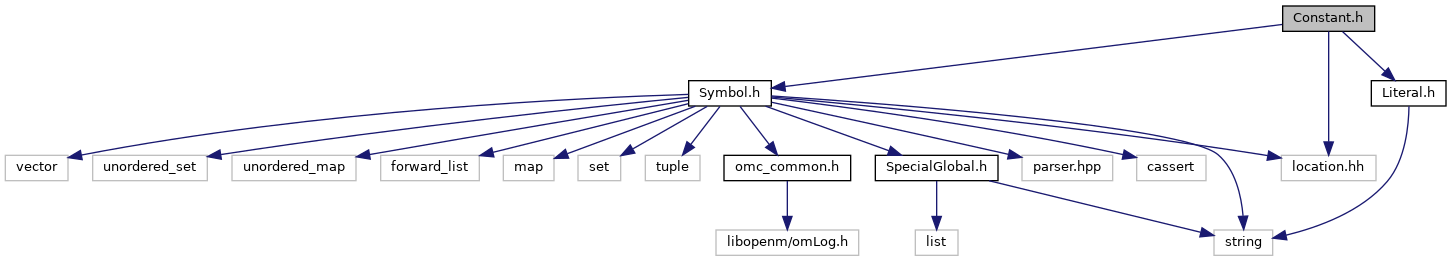 Constant.h
Symbol.h
Literal.h
vector
unordered_set
unordered_map
forward_list
map
set
tuple
omc_common.h
SpecialGlobal.h
parser.hpp
cassert
location.hh
libopenm/omLog.h
list
string